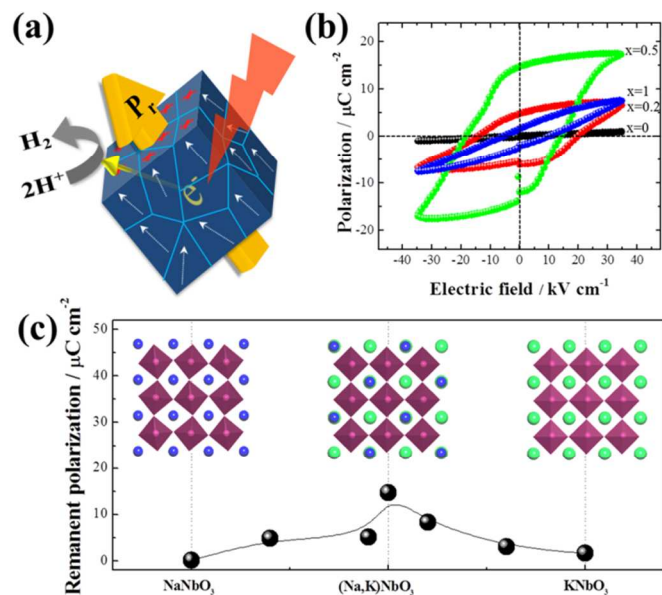 (a)
P_r
H₂
2H⁺
e⁻
(b)
Polarization / μC cm⁻²
20
10
0
-10
-20
x=0.5
x=1
x=0.2
x=0
-40 -30 -20 -10 0 10 20 30 40
Electric field / kV cm⁻¹
(c)
Remanent polarization / μC cm⁻²
50
40
30
20
10
0
NaNbO₃ (Na,K)NbO₃ KNbO₃